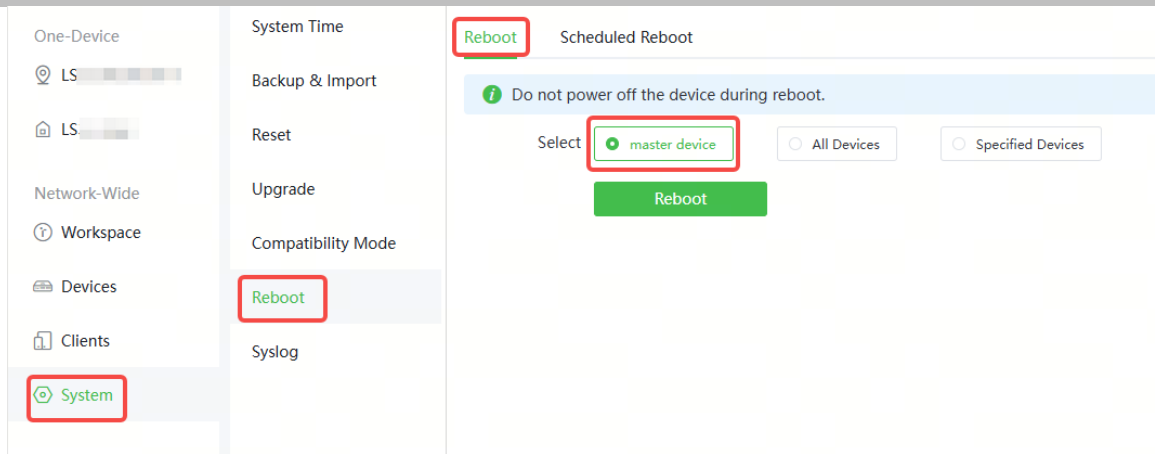 One-Device
LS
LS
Network-Wide
Workspace
Devices
Clients
System
System Time
Backup & Import
Reset
Upgrade
Compatibility Mode
Reboot
Syslog
Reboot Scheduled Reboot
Do not power off the device during reboot.
Select master device All Devices Specified Devices
Reboot